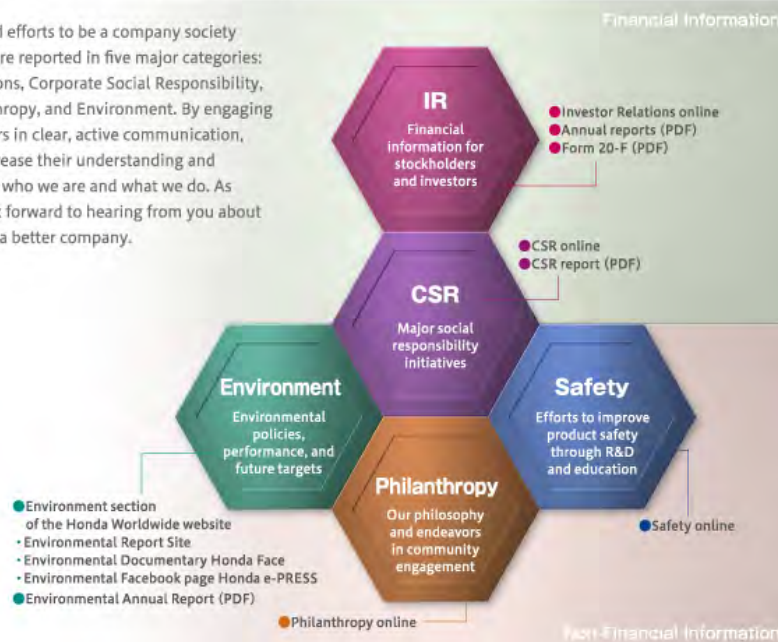 l efforts to be a company society
re reported in five major categories:
ons, Corporate Social Responsibility,
hropy, and Environment. By engaging
rs in clear, active communication,
ease their understanding and
who we are and what we do. As
t forward to hearing from you about
a better company.
Financial Information
IR
Financial
information for
stockholders
and investors
●Investor Relations online
●Annual reports (PDF)
●Form 20-F (PDF)
CSR
Major social
responsibility
initiatives
●CSR online
●CSR report (PDF)
Environment
Environmental
policies,
performance, and
future targets
Safety
Efforts to improve
product safety
through R&D
and education
Philanthropy
Our philosophy
and endeavors
in community
engagement
●Environment section
of the Honda Worldwide website
・Environmental Report Site
・Environmental Documentary Honda Face
・Environmental Facebook page Honda e-PRESS
●Environmental Annual Report (PDF)
●Safety online
●Philanthropy online
Non-Financial Information